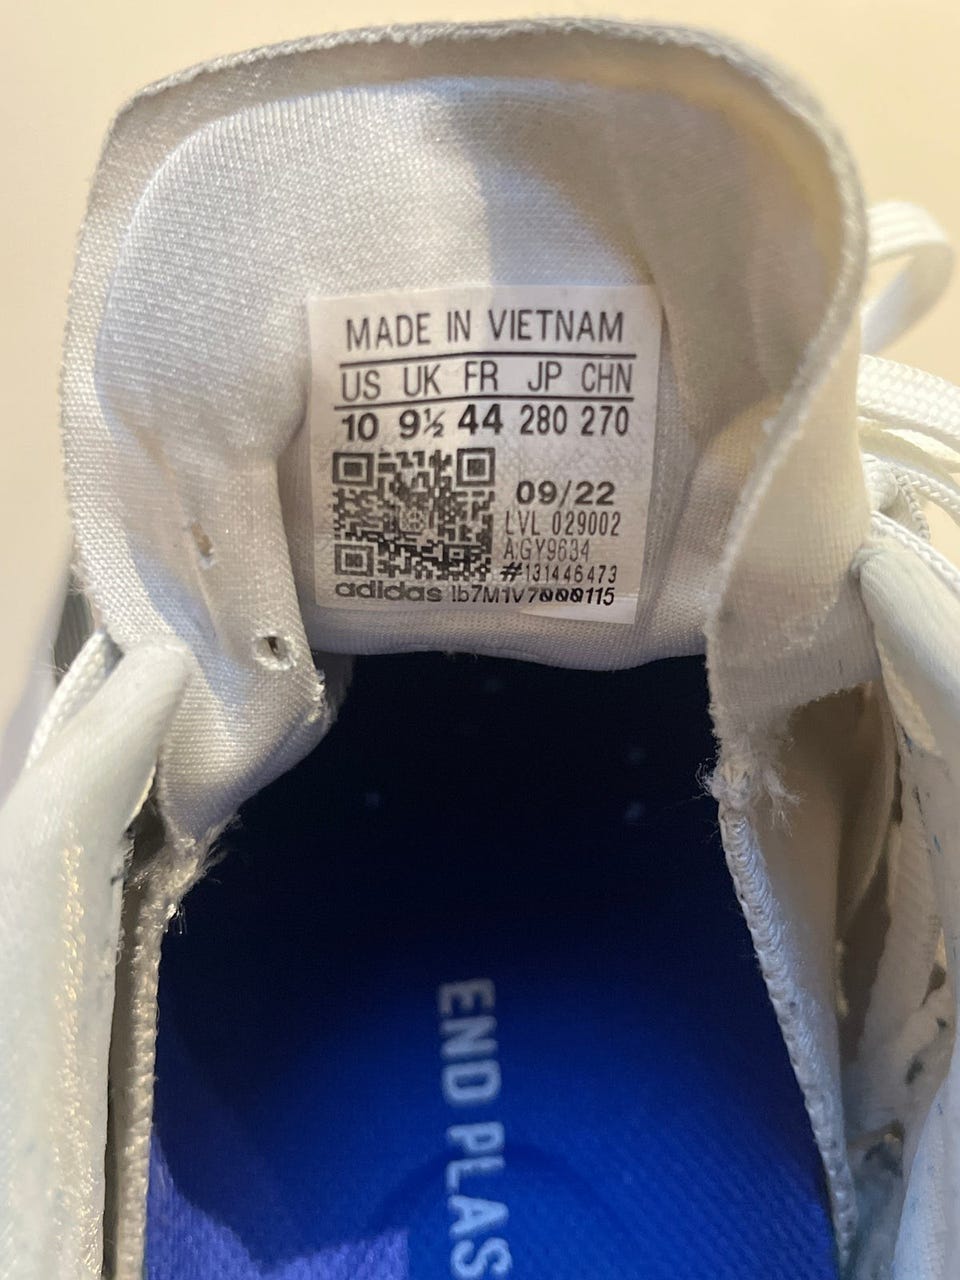 MADE IN VIETNAM
US UK FR JP CHN
10 9½ 44 280 270
09/22
LVL 029002
A:GY9634
#131446473
adidas Ib7M1V7000115
END PLAS